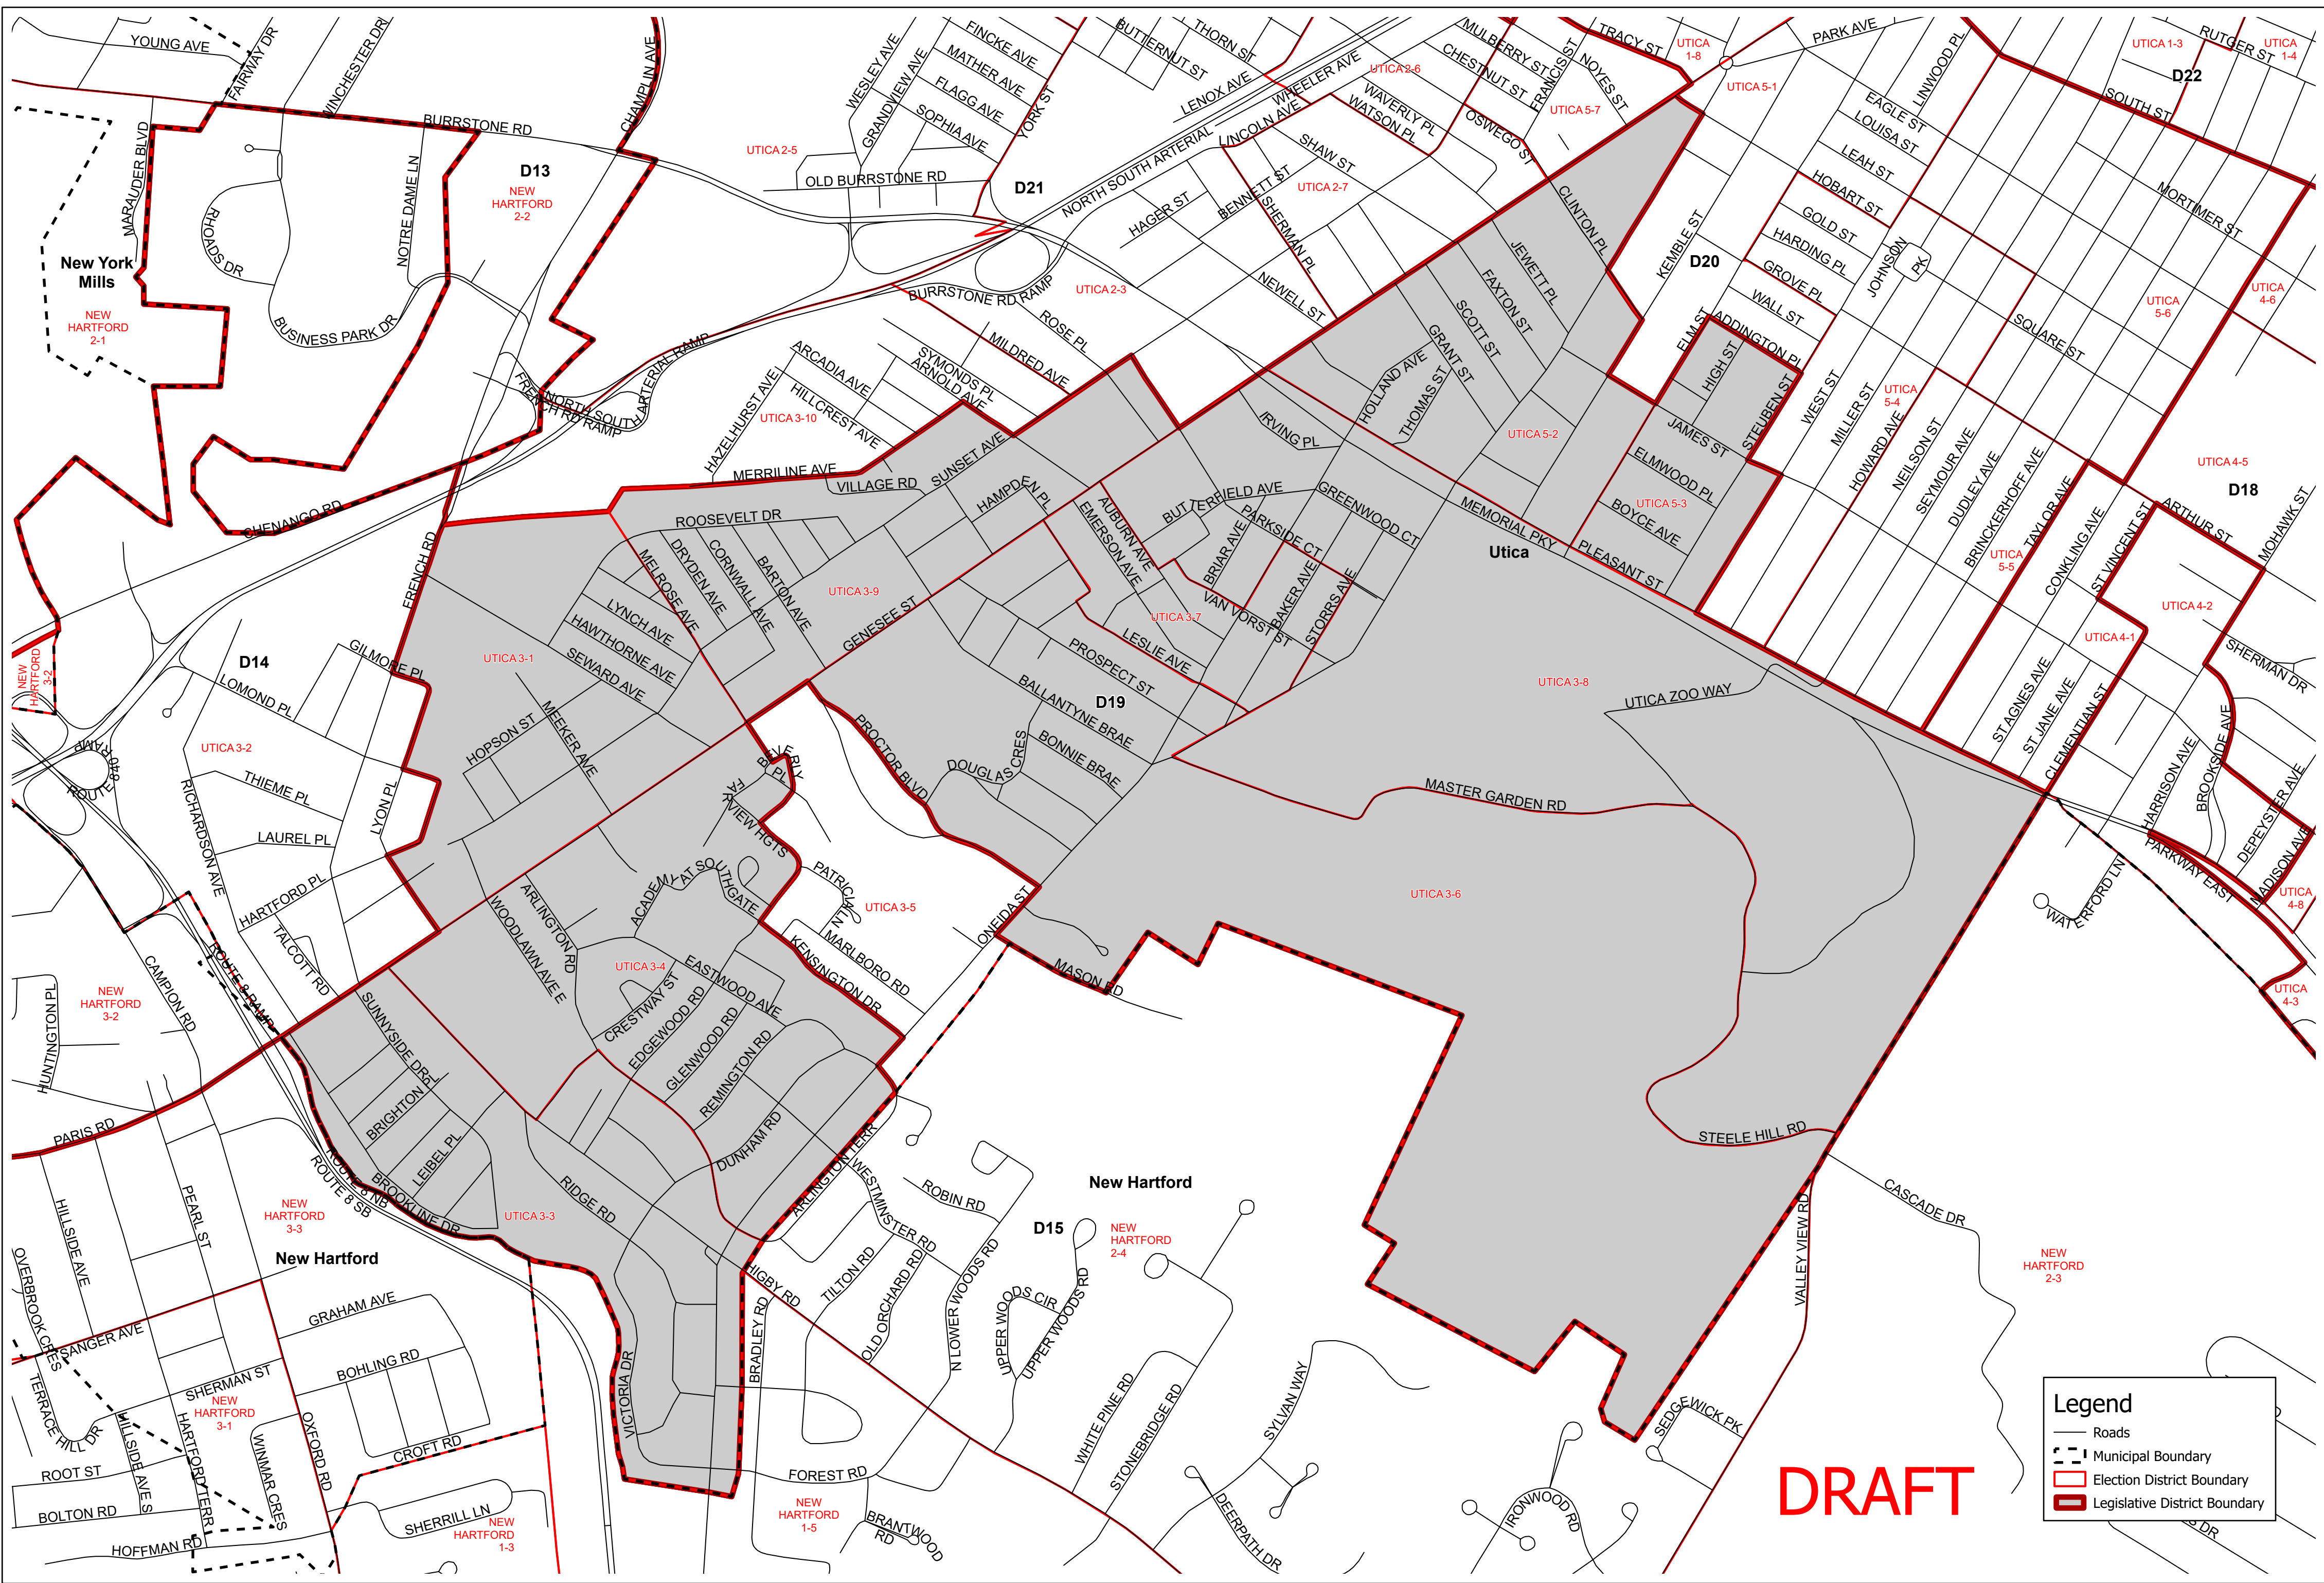 YOUNG AVE
FAIRWAY DR
WINCHESTER DR
CHAMPLIN AVE
WESLEY AVE
GRANDVIEW AVE
FINCKE AVE
MATHER AVE
FLAGG AVE
SOPHIA AVE
YORK ST
BUTTERNUT ST
THORN ST
LENOX AVE
WHEELER AVE
UTICA 2-6
MULBERRY ST
CHESTNUT ST
FRANCIS ST
NOYES ST
TRACY ST
UTICA
1-8
PARK AVE
LINWOOD PL
UTICA 1-3
RUTGER ST
UTICA
1-4
D22
UTICA 5-1
EAGLE ST
LOUISA ST
LEAH ST
SOUTH ST
MARAUDER BLVD
BURRSTONE RD
D13
NEW
HARTFORD
2-2
UTICA 2-5
OLD BURRSTONE RD
D21
NORTH SOUTH ARTERIAL
LINCOLN AVE
WAVERLY PL
WATSON PL
OSWEGO ST
UTICA 5-7
SHAW ST
UTICA 2-7
HAGER ST
BENNETT ST
SHERMAN PL
CLINTON PL
HOBART ST
GOLD ST
HARDING PL
GROVE PL
WALL ST
MORTIMER ST
NOTRE DAME LN
RHOADS DR
New York
Mills
NEW
HARTFORD
2-1
BUSINESS PARK DR
BURRSTONE RD RAMP
UTICA 2-3
NEWELL ST
JEWETT PL
FAXTON ST
SCOTT ST
GRANT ST
KEMBLE ST
D20
JOHNSON
PK
UTICA
5-6
UTICA
4-6
SQUARE ST
ROSE PL
MILDRED AVE
SYMONDS PL
ARNOLD AVE
ARCADIA AVE
HILLCREST AVE
HAZELHURST AVE
UTICA 3-10
FRENCH RD RAMP
NORTH SOUTH ARTERIAL RAMP
ELM ST
ADDINGTON PL
HIGH ST
STEUBEN ST
JAMES ST
WEST ST
MILLER ST
UTICA
5-4
HOWARD AVE
NEILSON ST
SEYMOUR AVE
DUDLEY AVE
BRINCKERHOFF AVE
TAYLOR AVE
UTICA
5-5
CONKLING AVE
ST VINCENT ST
ARTHUR ST
MOHAWK ST
UTICA 4-5
D18
HOLLAND AVE
THOMAS ST
IRVING PL
UTICA 5-2
ELMWOOD PL
UTICA 5-3
BOYCE AVE
PLEASANT ST
MEMORIAL PKY
Utica
MERRILINE AVE
VILLAGE RD
SUNSET AVE
HAMPDEN PL
CHENANGO RD
FRENCH RD
ROOSEVELT DR
MELROSE AVE
DRYDEN AVE
CORNWALL AVE
BARTON AVE
UTICA 3-9
GENESEE ST
EMERSON AVE
AUBURN AVE
BUTTERFIELD AVE
BRIAR AVE
PARKSIDE CT
GREENWOOD CT
BAKER AVE
STORRS AVE
VAN VORST ST
UTICA 3-7
LESLIE AVE
PROSPECT ST
BALLANTYNE BRAE
BONNIE BRAE
D19
DOUGLAS CRES
PROCTOR BLVD
LYNCH AVE
HAWTHORNE AVE
SEWARD AVE
UTICA 3-1
HOPSON ST
MEEKER AVE
NEW
HARTFORD
3-2
D14
GILMORE PL
LOMOND PL
UTICA 3-2
THIEME PL
LAUREL PL
LYON PL
RICHARDSON AVE
HARTFORD PL
TALCOTT RD
ROUTE 840 RAMP
ROUTE 8 RAMP
UTICA 3-8
UTICA ZOO WAY
MASTER GARDEN RD
UTICA 3-6
UTICA 4-2
UTICA 4-1
SHERMAN DR
ST AGNES AVE
ST JANE AVE
CLEMENTIAN ST
HARRISON AVE
BROOKSIDE AVE
DEPEYSTER AVE
MADISON AVE
PARKWAY EAST
WATERFORD LN
UTICA
4-8
UTICA
4-3
BEVERLY
PL
FAIRVIEW HGTS
ACADEMY AT SOUTHGATE
PATRICIA LN
UTICA 3-5
MARLBORO RD
KENSINGTON DR
ONEIDA ST
MASON RD
WOODLAWN AVE E
ARLINGTON RD
UTICA 3-4
EASTWOOD AVE
CRESTWAY ST
EDGEWOOD RD
GLENWOOD RD
REMINGTON RD
DUNHAM RD
SUNNYSIDE DR
BRIGHTON PL
LEIBEL PL
BROOKLINE DR
ROUTE 8 NB
ROUTE 8 SB
UTICA 3-3
RIDGE RD
VICTORIA DR
BRADLEY RD
ARLINGTON TERR
HIGBY RD
WESTMINSTER RD
ROBIN RD
TILTON RD
OLD ORCHARD RD
N LOWER WOODS RD
UPPER WOODS CIR
UPPER WOODS RD
New Hartford
D15
NEW
HARTFORD
2-4
STEELE HILL RD
CASCADE DR
VALLEY VIEW RD
NEW
HARTFORD
2-3
NEW
HARTFORD
3-2
HUNTINGTON PL
CAMPION RD
PARIS RD
HILLSIDE AVE
PEARL ST
NEW
HARTFORD
3-3
New Hartford
OVERBROOK CRES
SANGER AVE
GRAHAM AVE
BOHLING RD
SHERMAN ST
NEW
HARTFORD
3-1
TERRACE HILL DR
HILLSIDE AVE S
HARTFORD TERR
WINMAR CRES
OXFORD RD
CROFT RD
ROOT ST
BOLTON RD
HOFFMAN RD
SHERRILL LN
NEW
HARTFORD
1-3
FOREST RD
NEW
HARTFORD
1-5
BRANTWOOD
RD
WHITE PINE RD
STONEBRIDGE RD
SYLVAN WAY
DEERPATH DR
IRONWOOD RD
SEDGEWICK PK
DRAFT
Legend
Roads
Municipal Boundary
Election District Boundary
Legislative District Boundary